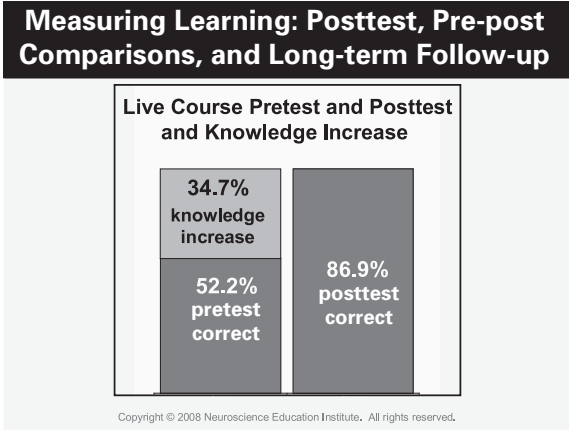 Measuring Learning: Posttest, Pre-post
Comparisons, and Long-term Follow-up
Live Course Pretest and Posttest
and Knowledge Increase
34.7%
knowledge
increase
52.2%
pretest
correct
86.9%
posttest
correct
Copyright © 2008 Neuroscience Education Institute. All rights reserved.